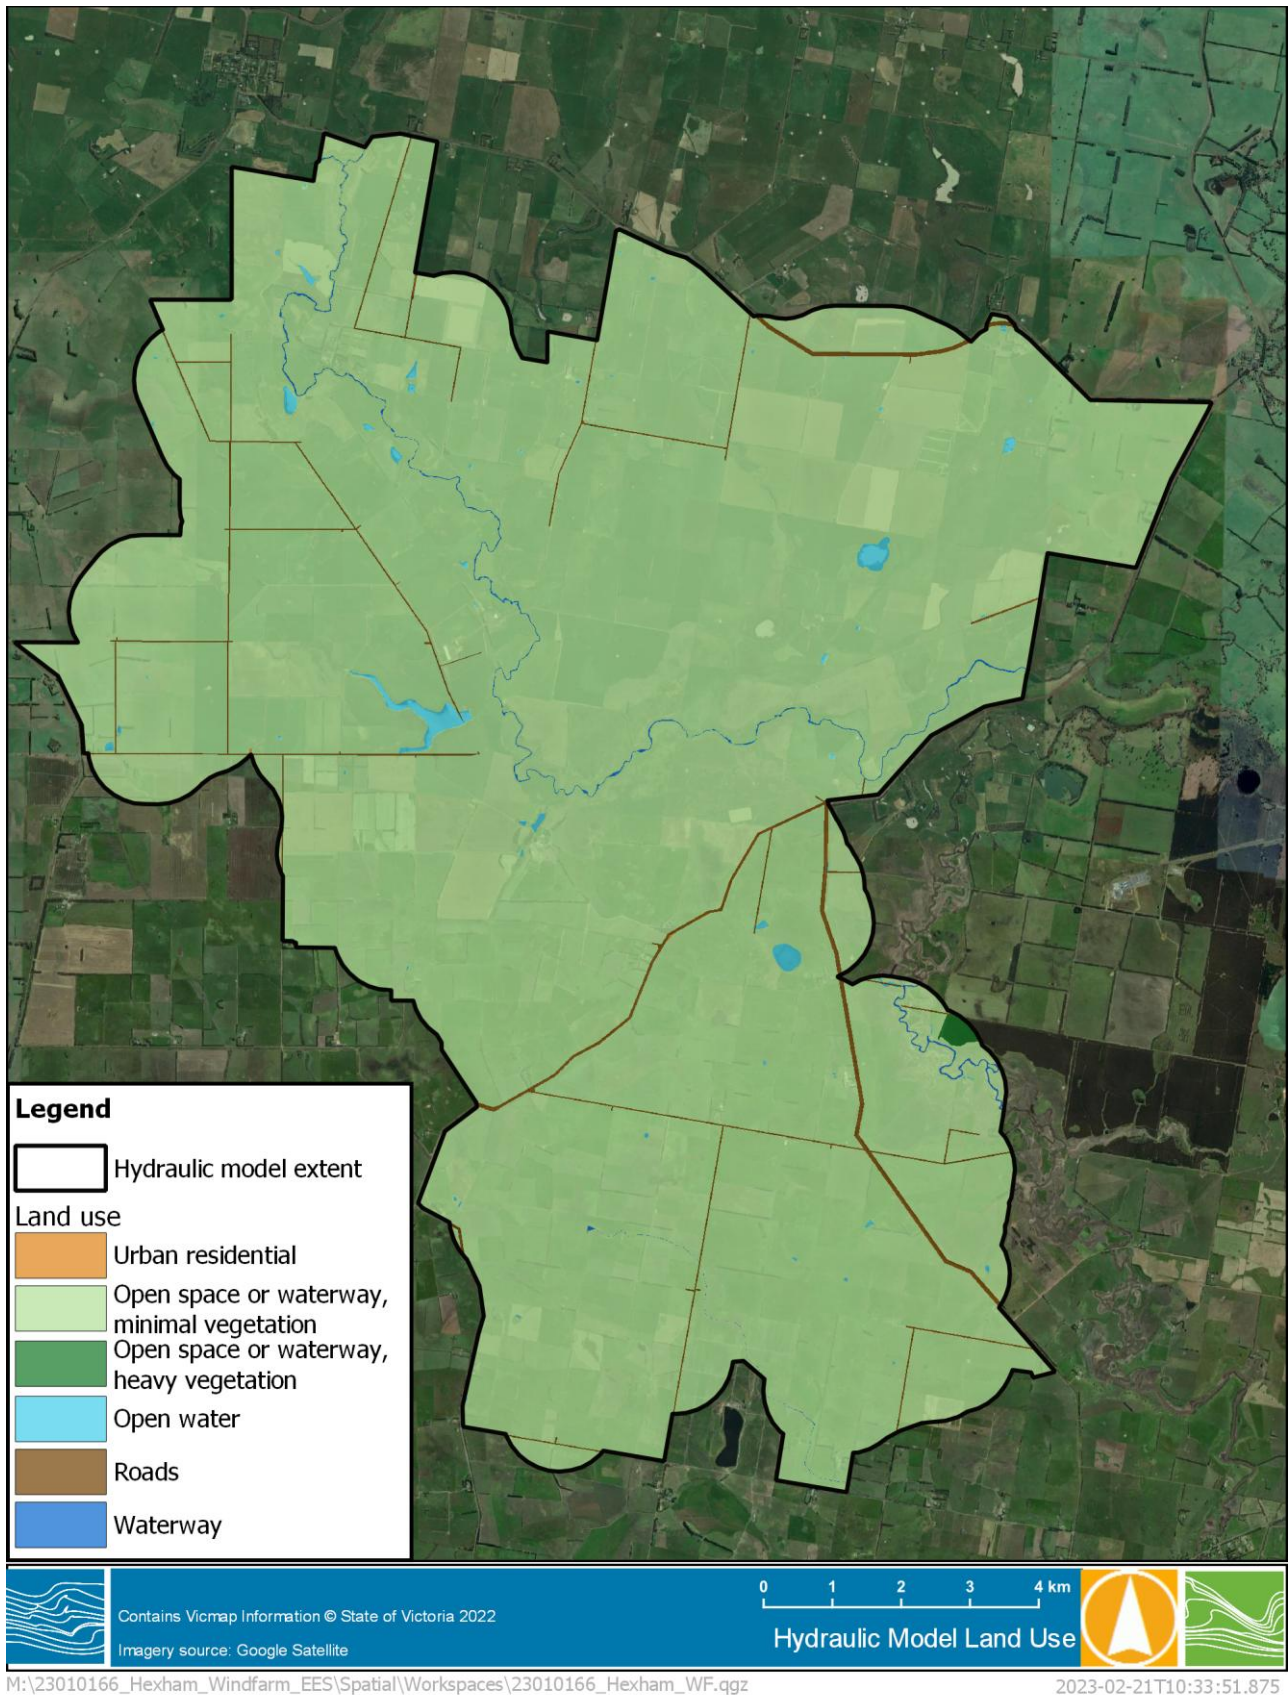 Legend
Hydraulic model extent
Land use
Urban residential
Open space or waterway,
minimal vegetation
Open space or waterway,
heavy vegetation
Open water
Roads
Waterway
Contains Vicmap Information © State of Victoria 2022
Imagery source: Google Satellite
0 1 2 3 4 km
Hydraulic Model Land Use
M:\23010166_Hexham_Windfarm_EES\Spatial\Workspaces\23010166_Hexham_WF.qgz
2023-02-21T10:33:51.875